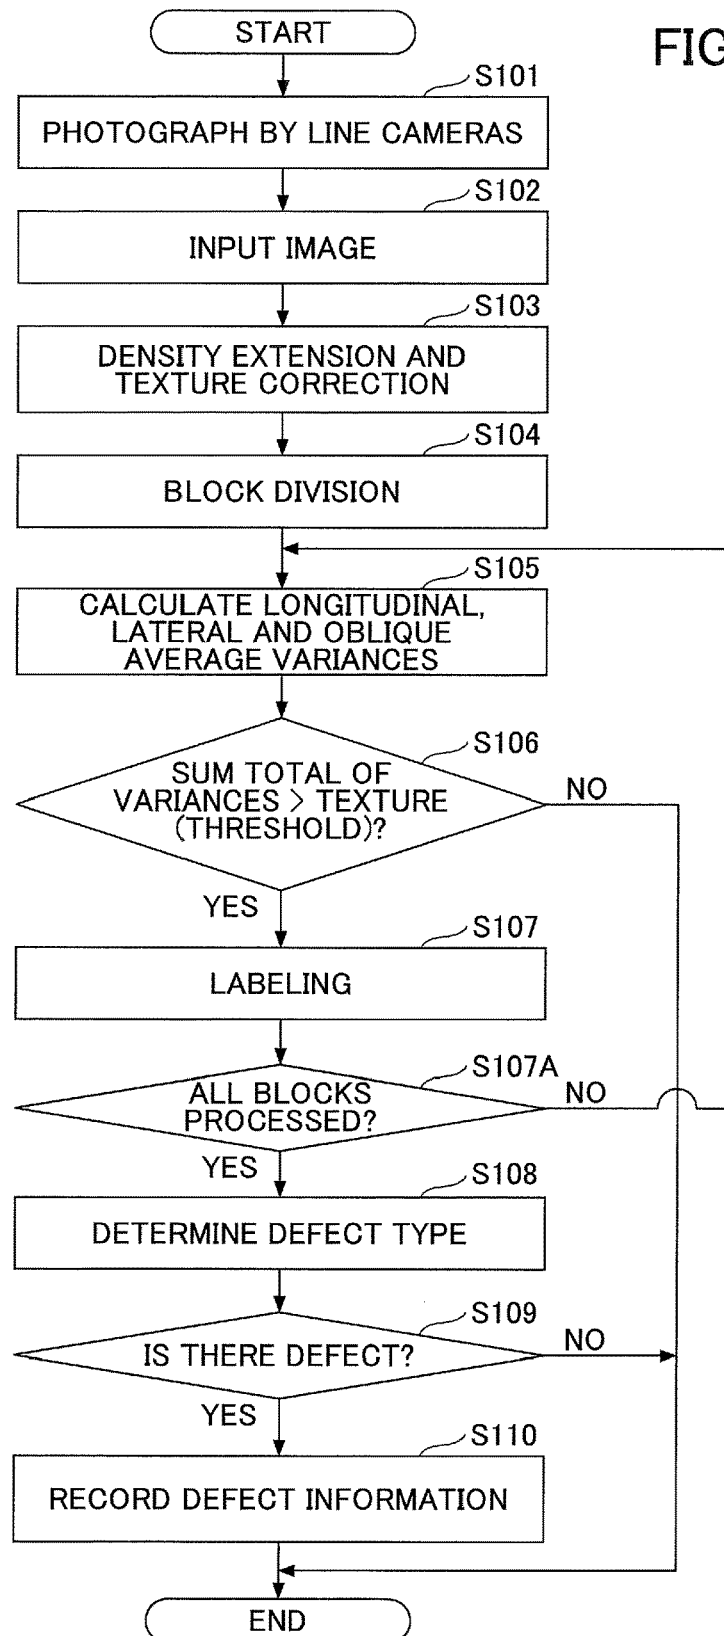 START
FIG
S101
PHOTOGRAPH BY LINE CAMERAS
S102
INPUT IMAGE
S103
DENSITY EXTENSION AND
TEXTURE CORRECTION
S104
BLOCK DIVISION
S105
CALCULATE LONGITUDINAL,
LATERAL AND OBLIQUE
AVERAGE VARIANCES
S106
SUM TOTAL OF
VARIANCES > TEXTURE
(THRESHOLD)?
NO
YES
S107
LABELING
S107A
ALL BLOCKS
PROCESSED?
NO
YES
S108
DETERMINE DEFECT TYPE
S109
IS THERE DEFECT?
NO
YES
S110
RECORD DEFECT INFORMATION
END